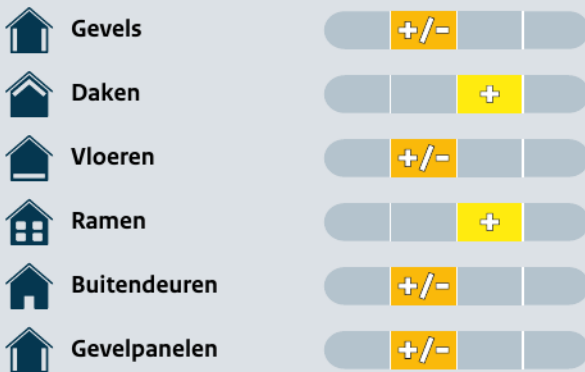 Gevels +/-
Daken +
Vloeren +/-
Ramen +
Buitendeuren +/-
Gevelpanelen +/-